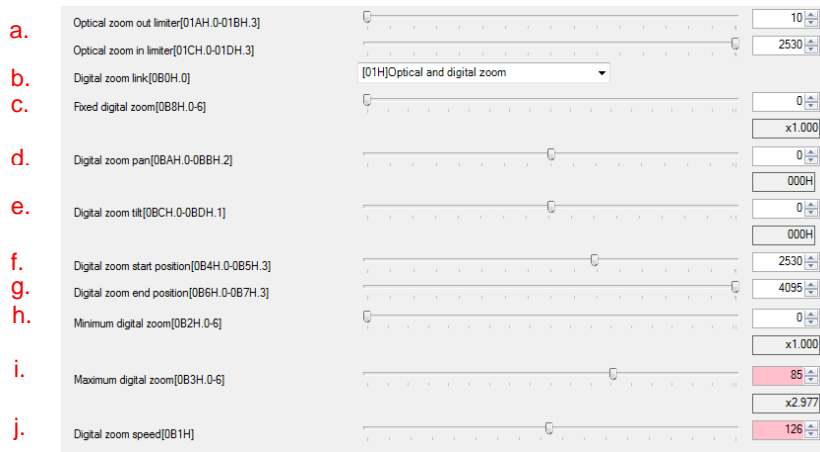 a. Optical zoom out limiter[01AH.0-01BH.3] 10
Optical zoom in limiter[01CH.0-01DH.3] 2530
b. Digital zoom link[0B0H.0] [01H]Optical and digital zoom
c. Fixed digital zoom[0B8H.0-6] 0
x1.000
d. Digital zoom pan[0BAH.0-0BBH.2] 0
000H
e. Digital zoom tilt[0BCH.0-0BDH.1] 0
000H
f. Digital zoom start position[0B4H.0-0B5H.3] 2530
g. Digital zoom end position[0B6H.0-0B7H.3] 4095
h. Minimum digital zoom[0B2H.0-6] 0
x1.000
i. Maximum digital zoom[0B3H.0-6] 85
x2.977
j. Digital zoom speed[0B1H] 126